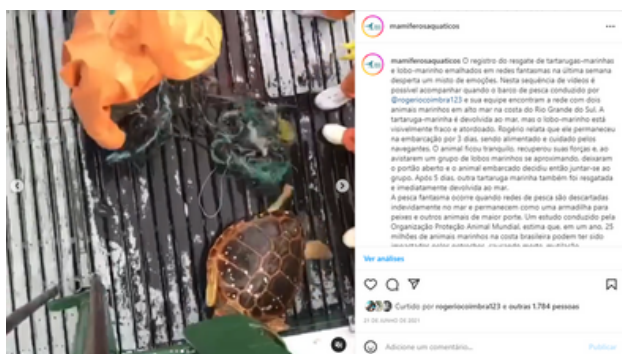 mamiferosaquaticos
mamiferosaquaticos O registro do resgate de tartarugas-marinhas
e lobo-marinho emalhados em redes fantasmas na última semana
desperta um misto de emoções. Nesta sequência de vídeos é
possível acompanhar quando o barco de pesca conduzido por
@rogeriocoimbra123 e sua equipe encontram a rede com dois
animais marinhos em alto mar na costa do Rio Grande do Sul. A
tartaruga-marinha é devolvida ao mar, mas o lobo-marinho está
visivelmente fraco e atordoado. Rogério relata que ele permaneceu
na embarcação por 3 dias, sendo alimentado e cuidado pelos
navegantes. O animal ficou tranquilo, recuperou suas forças e, ao
avistarem um grupo de lobos marinhos se aproximando, deixaram
o portão aberto e o animal embarcado decidiu então juntar-se ao
grupo. Após 5 dias, outra tartaruga marinha também foi resgatada
e imediatamente devolvida ao mar.
A pesca fantasma ocorre quando redes de pesca são descartadas
indevidamente no mar e permanecem como uma armadilha para
peixes e outros animais de maior porte. Um estudo conduzido pela
Organização Proteção Animal Mundial, estima que, em um ano, 25
milhões de animais marinhos na costa brasileira podem ter sido
Ver análises
Curtido por rogeriocoimbra123 e outras 1.784 pessoas
21 DE JUNHO DE 2021
Adicione um comentário... Publicar